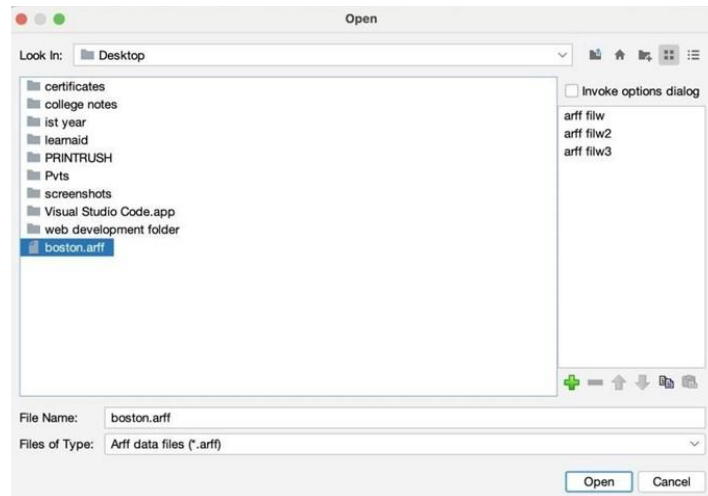 Open
Look In: Desktop
Invoke options dialog
certificates
college notes
ist year
learnaid
PRINTRUSH
Pvts
screenshots
Visual Studio Code.app
web development folder
boston.arff
arff filw
arff filw2
arff filw3
File Name: boston.arff
Files of Type: Arff data files (*.arff)
Open Cancel